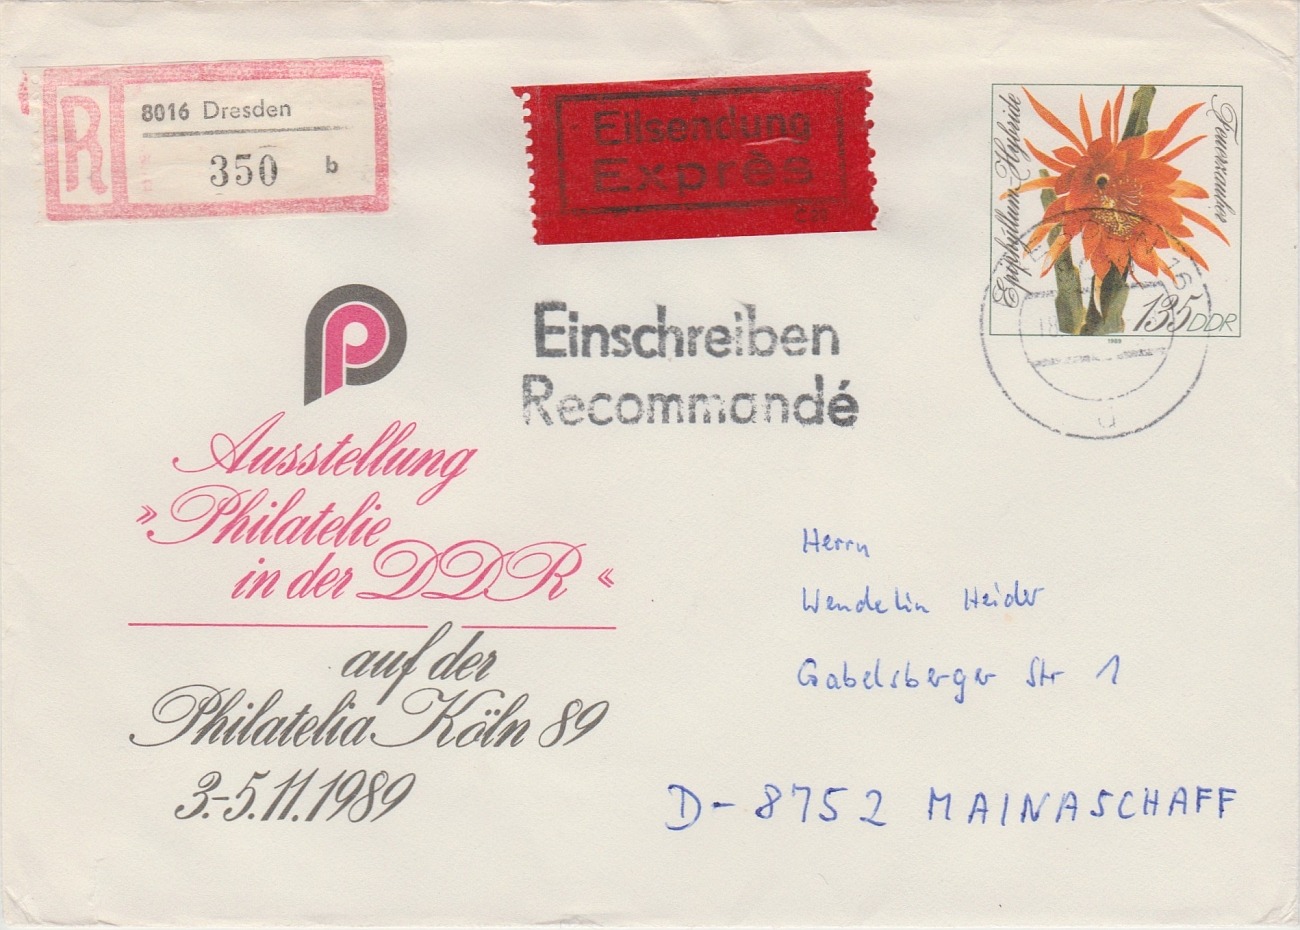 R
8016 Dresden
350 b
Eilsendung
Exprès
Epiphyllum-Hybride
Feuerzauber
135 DDR
1989
Einschreiben
Recommandé
Ausstellung
»Philatelie
in der DDR«
auf der
Philatelia Köln 89
3.-5.11.1989
Herrn
Wendelin Heider
Gabelsberger Str 1
D-8752 MAINASCHAFF